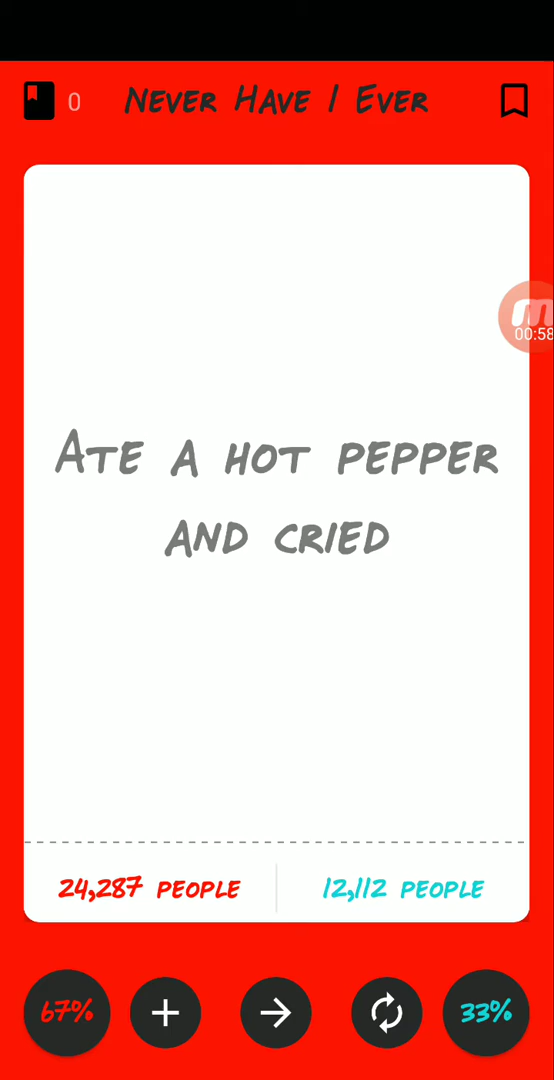 0 Never Have I Ever
00:58
Ate a hot pepper
and cried
24,287 people 12,112 people
67% 33%